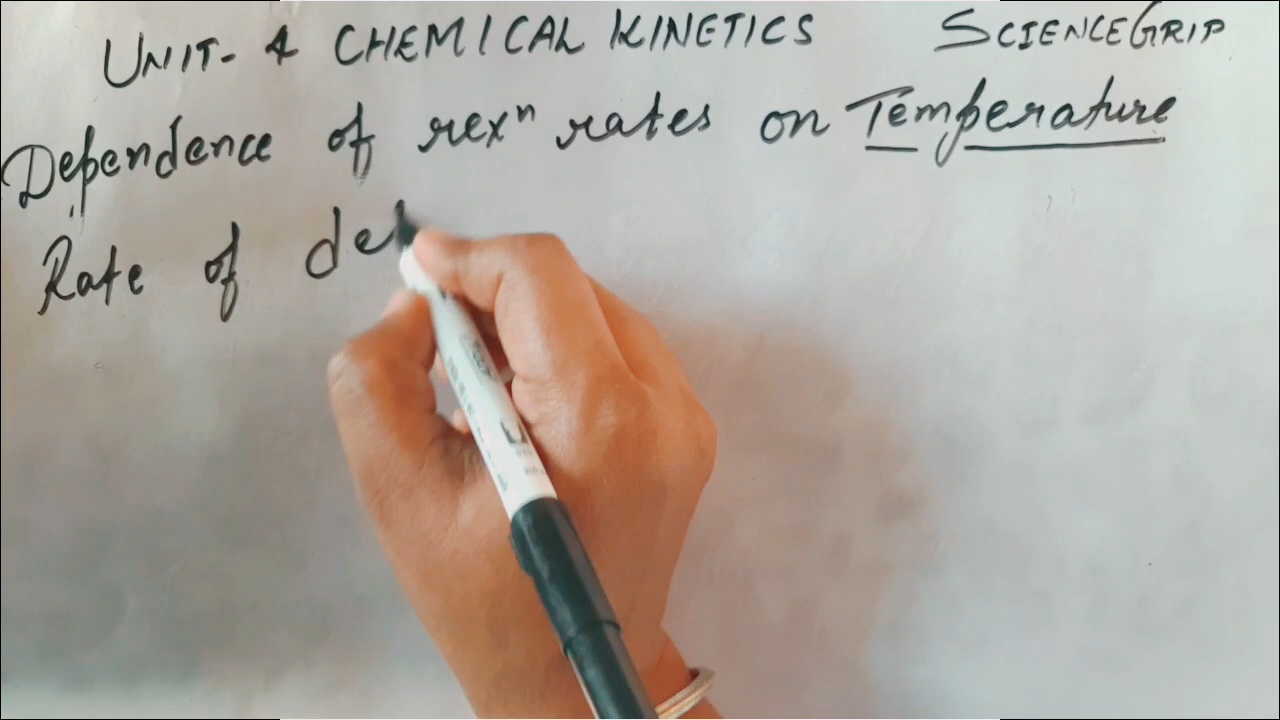 UNIT- 4 CHEMICAL KINETICS SCIENCEGRIP
Dependence of rexⁿ rates on Temperature
Rate of de